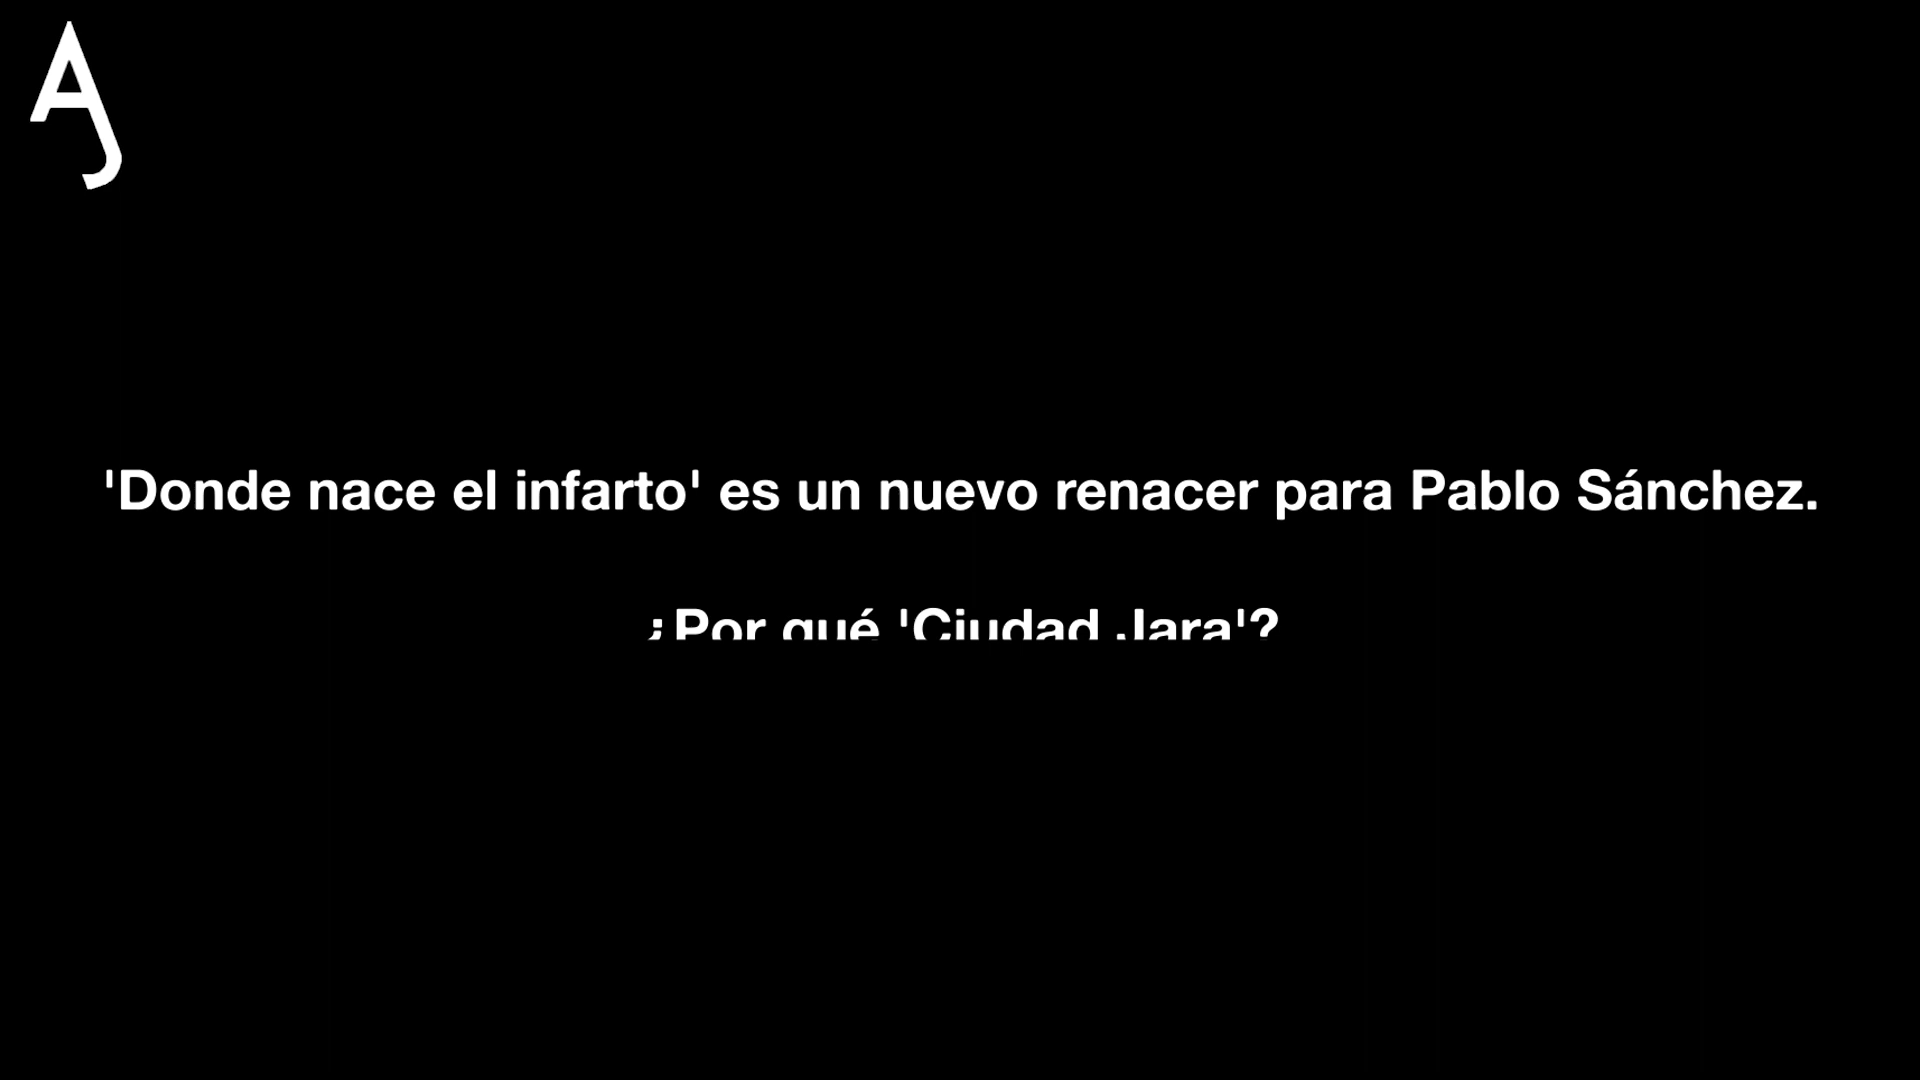 AJ
'Donde nace el infarto' es un nuevo renacer para Pablo Sánchez.
¿Por qué 'Ciudad Jara'?